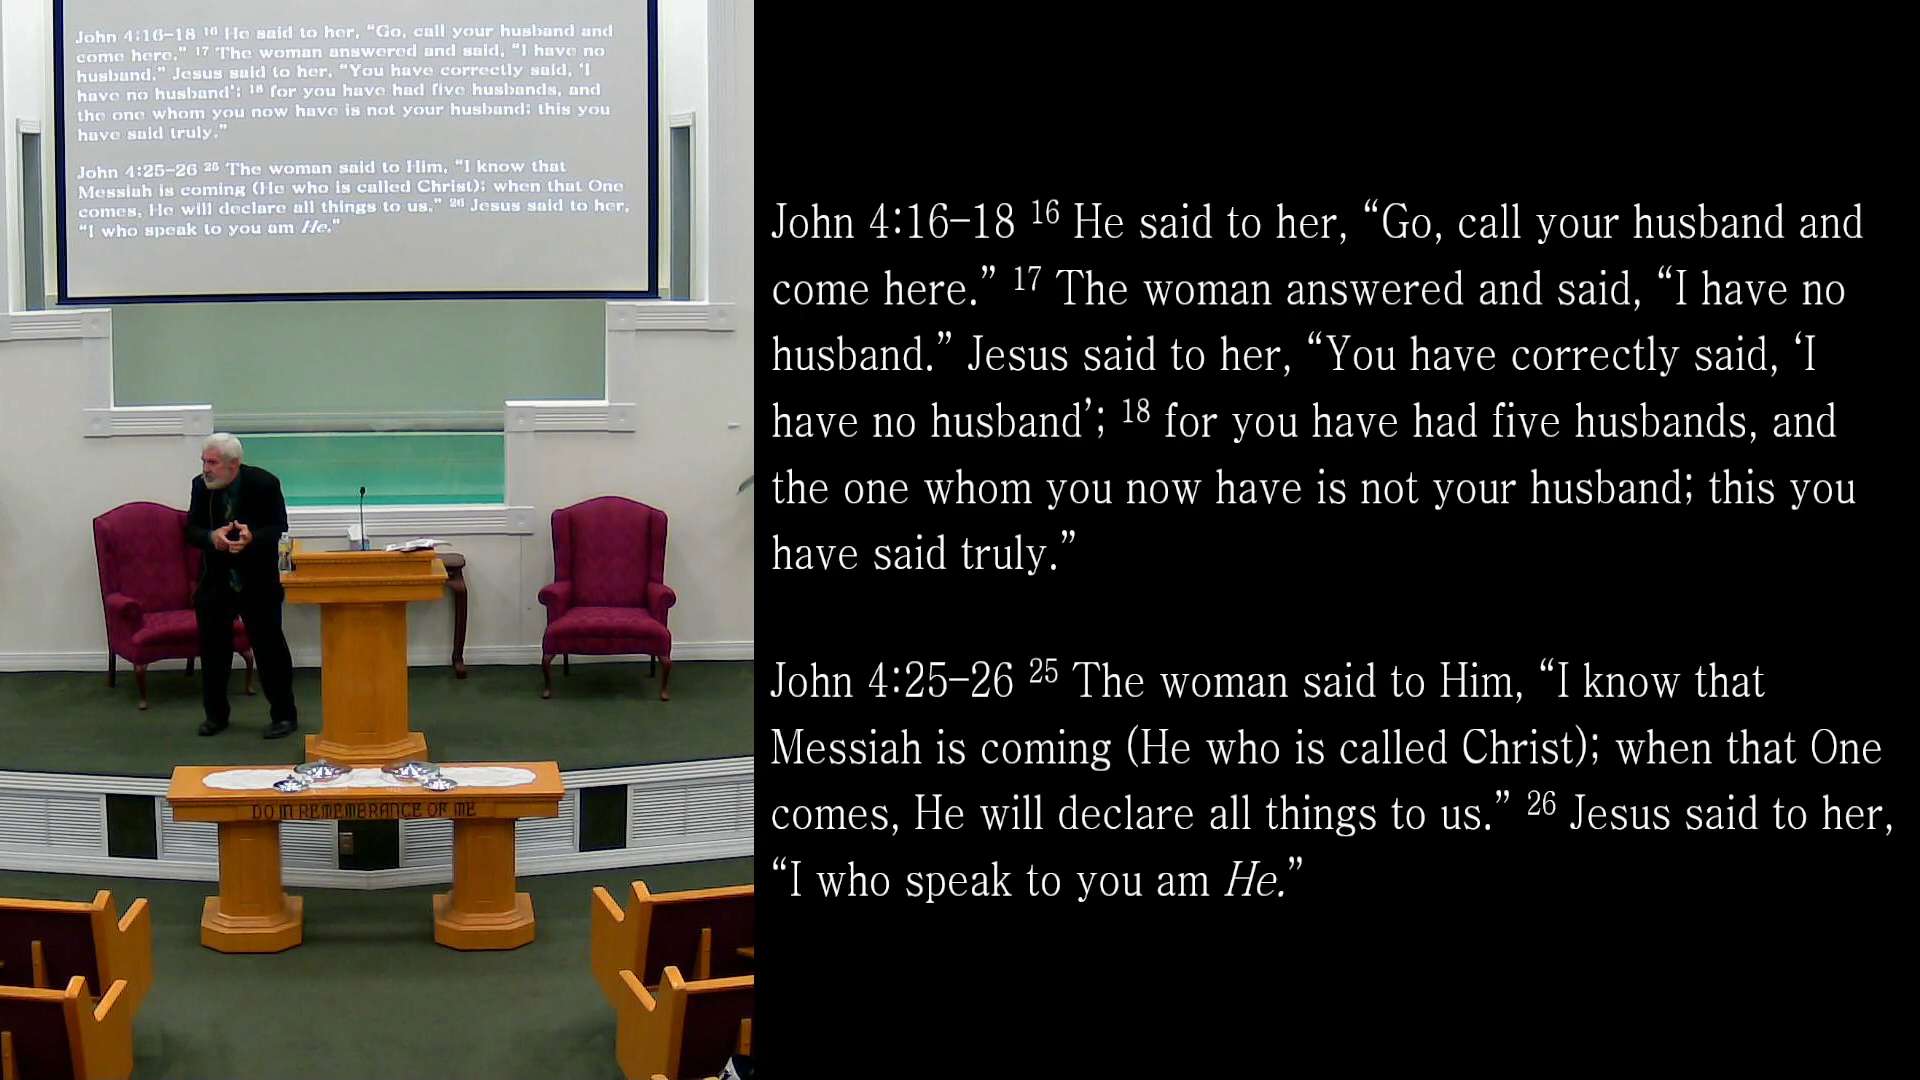 John 4:16–18 ¹⁶ He said to her, “Go, call your husband and
come here.” ¹⁷ The woman answered and said, “I have no
husband.” Jesus said to her, “You have correctly said, ‘I
have no husband’; ¹⁸ for you have had five husbands, and
the one whom you now have is not your husband; this you
have said truly.”
John 4:25–26 ²⁵ The woman said to Him, “I know that
Messiah is coming (He who is called Christ); when that One
comes, He will declare all things to us.” ²⁶ Jesus said to her,
“I who speak to you am He.”
DO IN REMEMBRANCE OF ME
John 4:16–18 ¹⁶ He said to her, “Go, call your husband and
come here.” ¹⁷ The woman answered and said, “I have no
husband.” Jesus said to her, “You have correctly said, ‘I
have no husband’; ¹⁸ for you have had five husbands, and
the one whom you now have is not your husband; this you
have said truly.”
John 4:25–26 ²⁵ The woman said to Him, “I know that
Messiah is coming (He who is called Christ); when that One
comes, He will declare all things to us.” ²⁶ Jesus said to her,
“I who speak to you am He.”